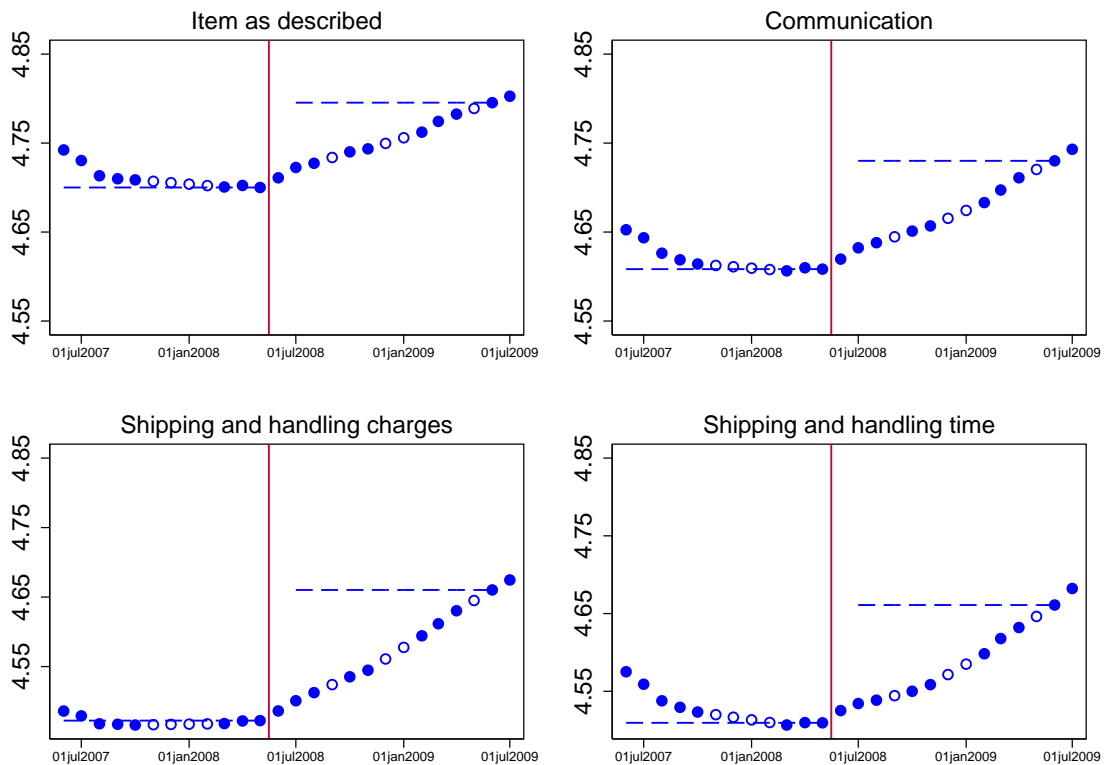 Item as described
4.85
4.75
4.65
4.55
01jul2007 01jan2008 01jul2008 01jan2009 01jul2009
Communication
4.85
4.75
4.65
4.55
01jul2007 01jan2008 01jul2008 01jan2009 01jul2009
Shipping and handling charges
4.85
4.75
4.65
4.55
01jul2007 01jan2008 01jul2008 01jan2009 01jul2009
Shipping and handling time
4.85
4.75
4.65
4.55
01jul2007 01jan2008 01jul2008 01jan2009 01jul2009